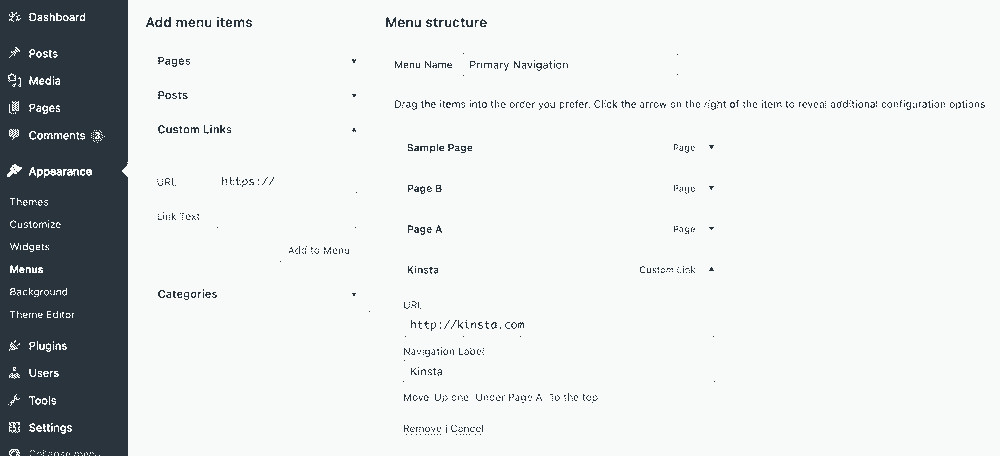 Dashboard
Posts
Media
Pages
Comments
Appearance
Themes
Customize
Widgets
Menus
Background
Theme Editor
Plugins
Users
Tools
Settings
Collapse menu
Add menu items
Pages
Posts
Custom Links
URL https://
Link Text
Add to Menu
Categories
Menu structure
Menu Name Primary Navigation
Drag the items into the order you prefer. Click the arrow on the right of the item to reveal additional configuration options
Sample Page Page
Page B Page
Page A Page
Kinsta Custom Link
URL
http://kinsta.com
Navigation Label
Kinsta
Move Up one Under Page A To the top
Remove | Cancel